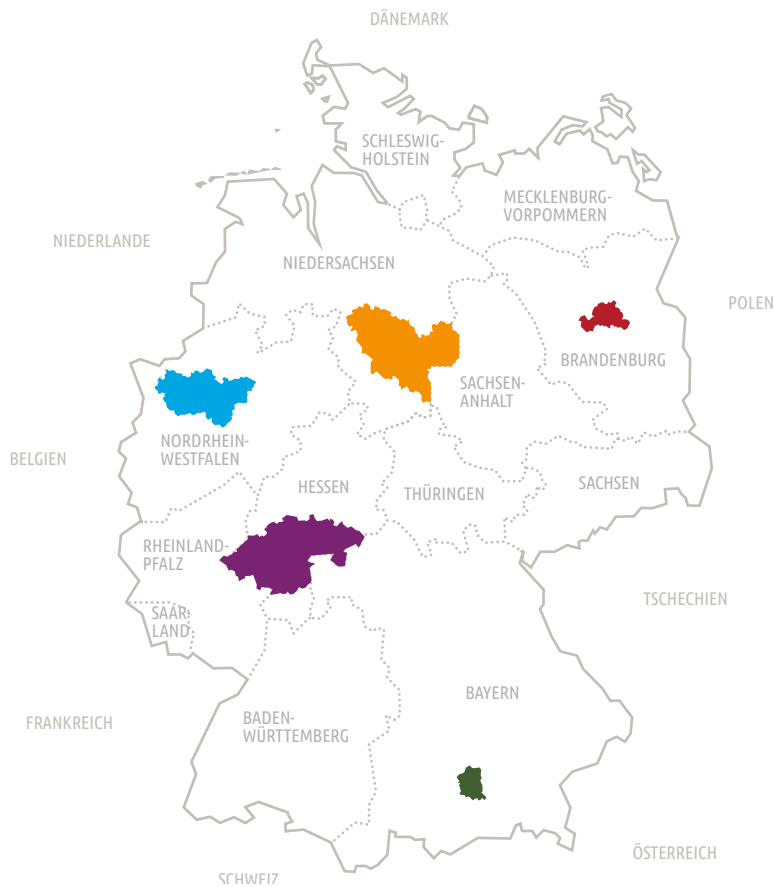 DÄNEMARK
SCHLESWIG-
HOLSTEIN
MECKLENBURG-
VORPOMMERN
NIEDERLANDE
NIEDERSACHSEN
POLEN
BRANDENBURG
SACHSEN-
ANHALT
NORDRHEIN-
WESTFALEN
BELGIEN
HESSEN
THÜRINGEN
SACHSEN
RHEINLAND-
PFALZ
TSCHECHIEN
SAAR-
LAND
BAYERN
FRANKREICH
BADEN-
WÜRTTEMBERG
ÖSTERREICH
SCHWEIZ